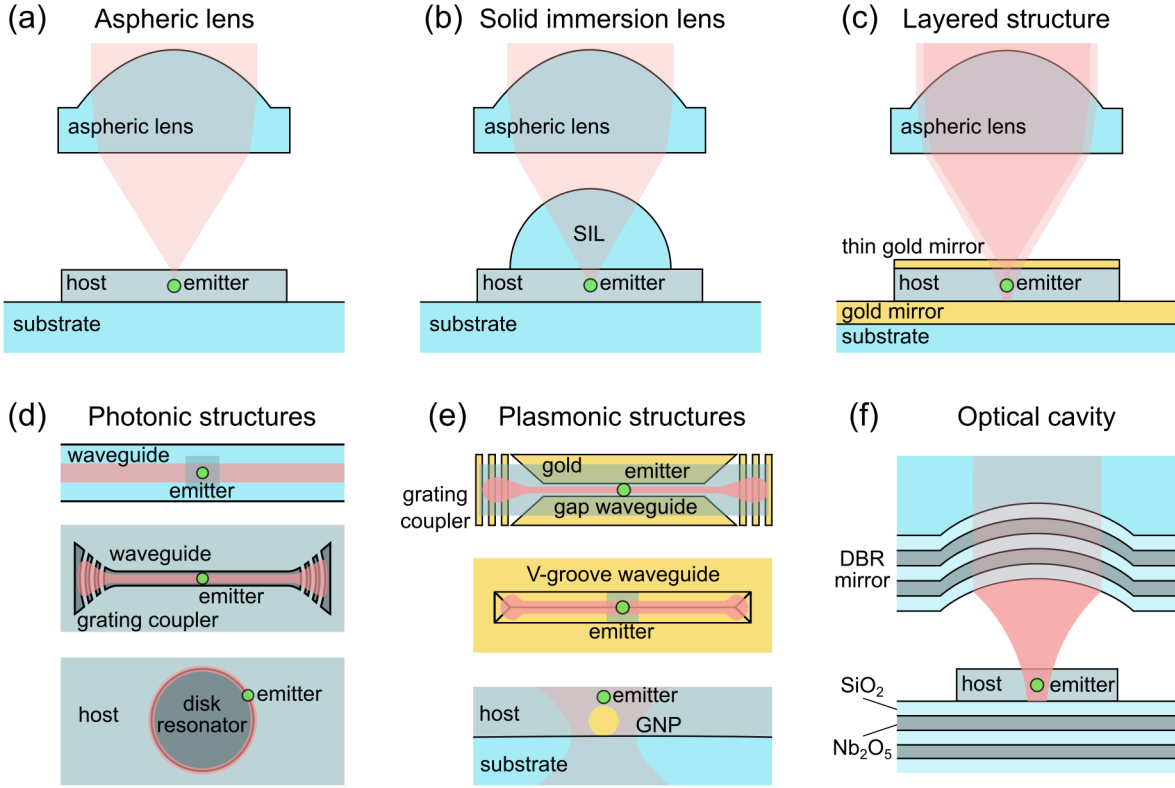 (a) Aspheric lens
aspheric lens
host
emitter
substrate
(b) Solid immersion lens
aspheric lens
SIL
host
emitter
substrate
(c) Layered structure
aspheric lens
thin gold mirror
host
emitter
gold mirror
substrate
(d) Photonic structures
waveguide
emitter
waveguide
emitter
grating coupler
emitter
disk
resonator
host
(e) Plasmonic structures
gold
emitter
grating
coupler
gap waveguide
V-groove waveguide
emitter
emitter
host
GNP
substrate
(f) Optical cavity
DBR
mirror
host
emitter
SiO₂
Nb₂O₅